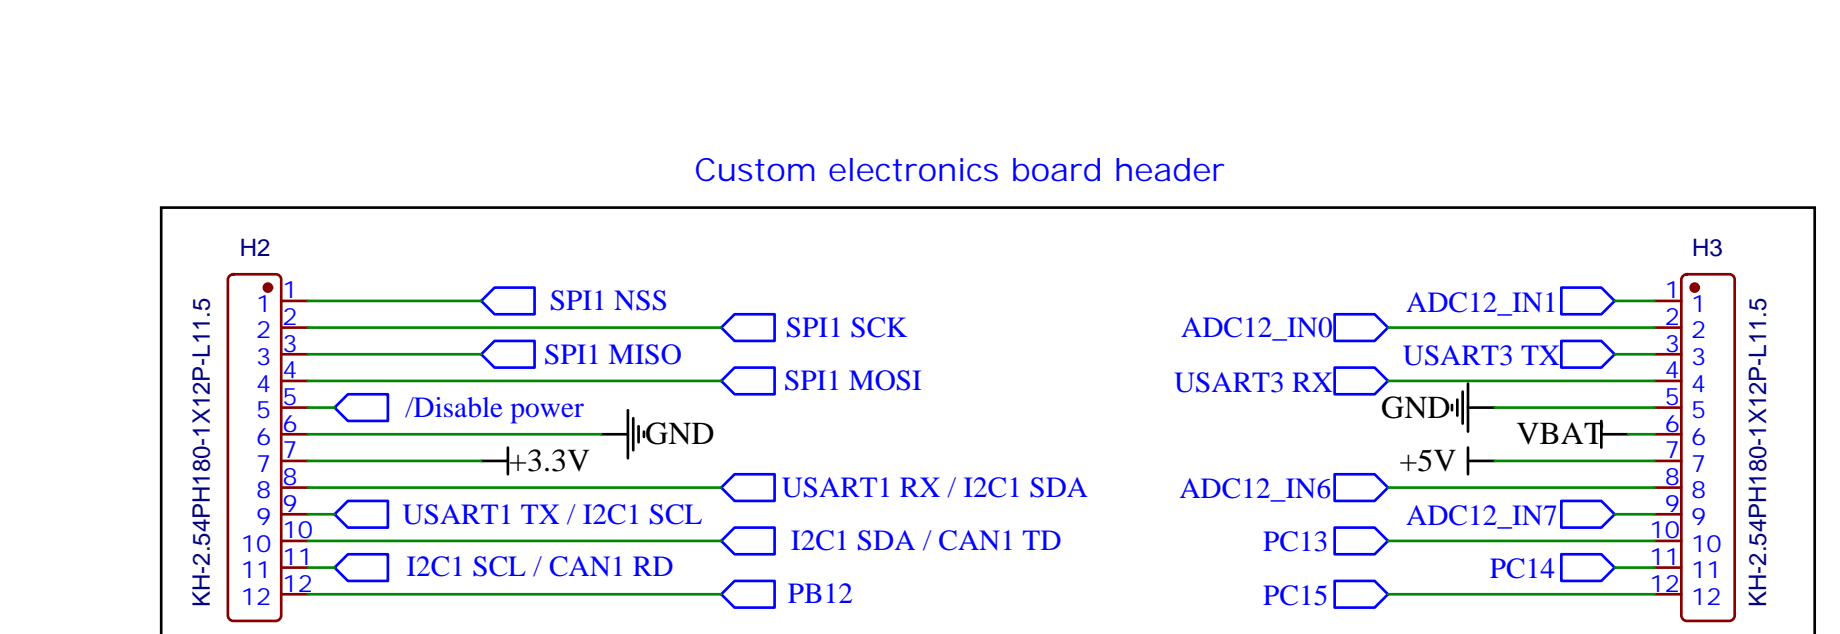 Custom electronics board header
H2
H3
KH-2.54PH180-1X12P-L11.5
KH-2.54PH180-1X12P-L11.5
1 1 SPI1 NSS ADC12_IN1 1 1
2 2 SPI1 SCK ADC12_IN0 2 2
3 3 SPI1 MISO USART3 TX 3 3
4 4 SPI1 MOSI USART3 RX 4 4
5 5 /Disable power GND 5 5
6 6 GND VBAT 6 6
7 7 +3.3V +5V 7 7
8 8 USART1 RX / I2C1 SDA ADC12_IN6 8 8
9 9 USART1 TX / I2C1 SCL ADC12_IN7 9 9
10 10 I2C1 SDA / CAN1 TD PC13 10 10
11 11 I2C1 SCL / CAN1 RD PC14 11 11
12 12 PB12 PC15 12 12